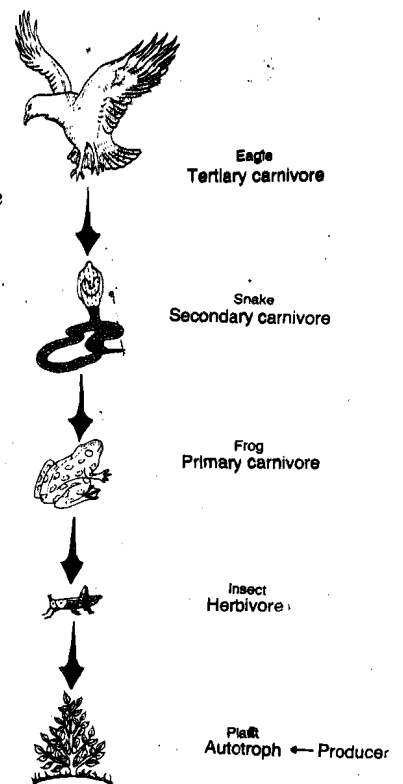 Eagle
Tertiary carnivore
Snake
Secondary carnivore
Frog
Primary carnivore
Insect
Herbivore
Plant
Autotroph ← Producer